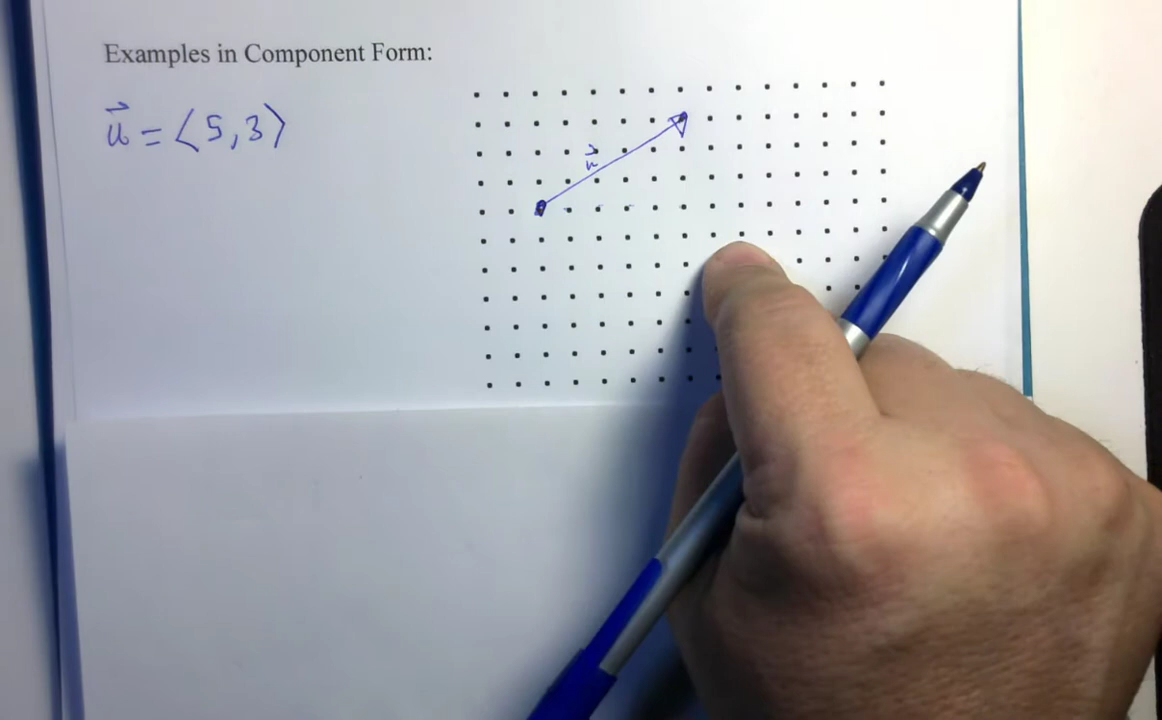 Examples in Component Form:
u⃗ = ⟨5,3⟩
u⃗